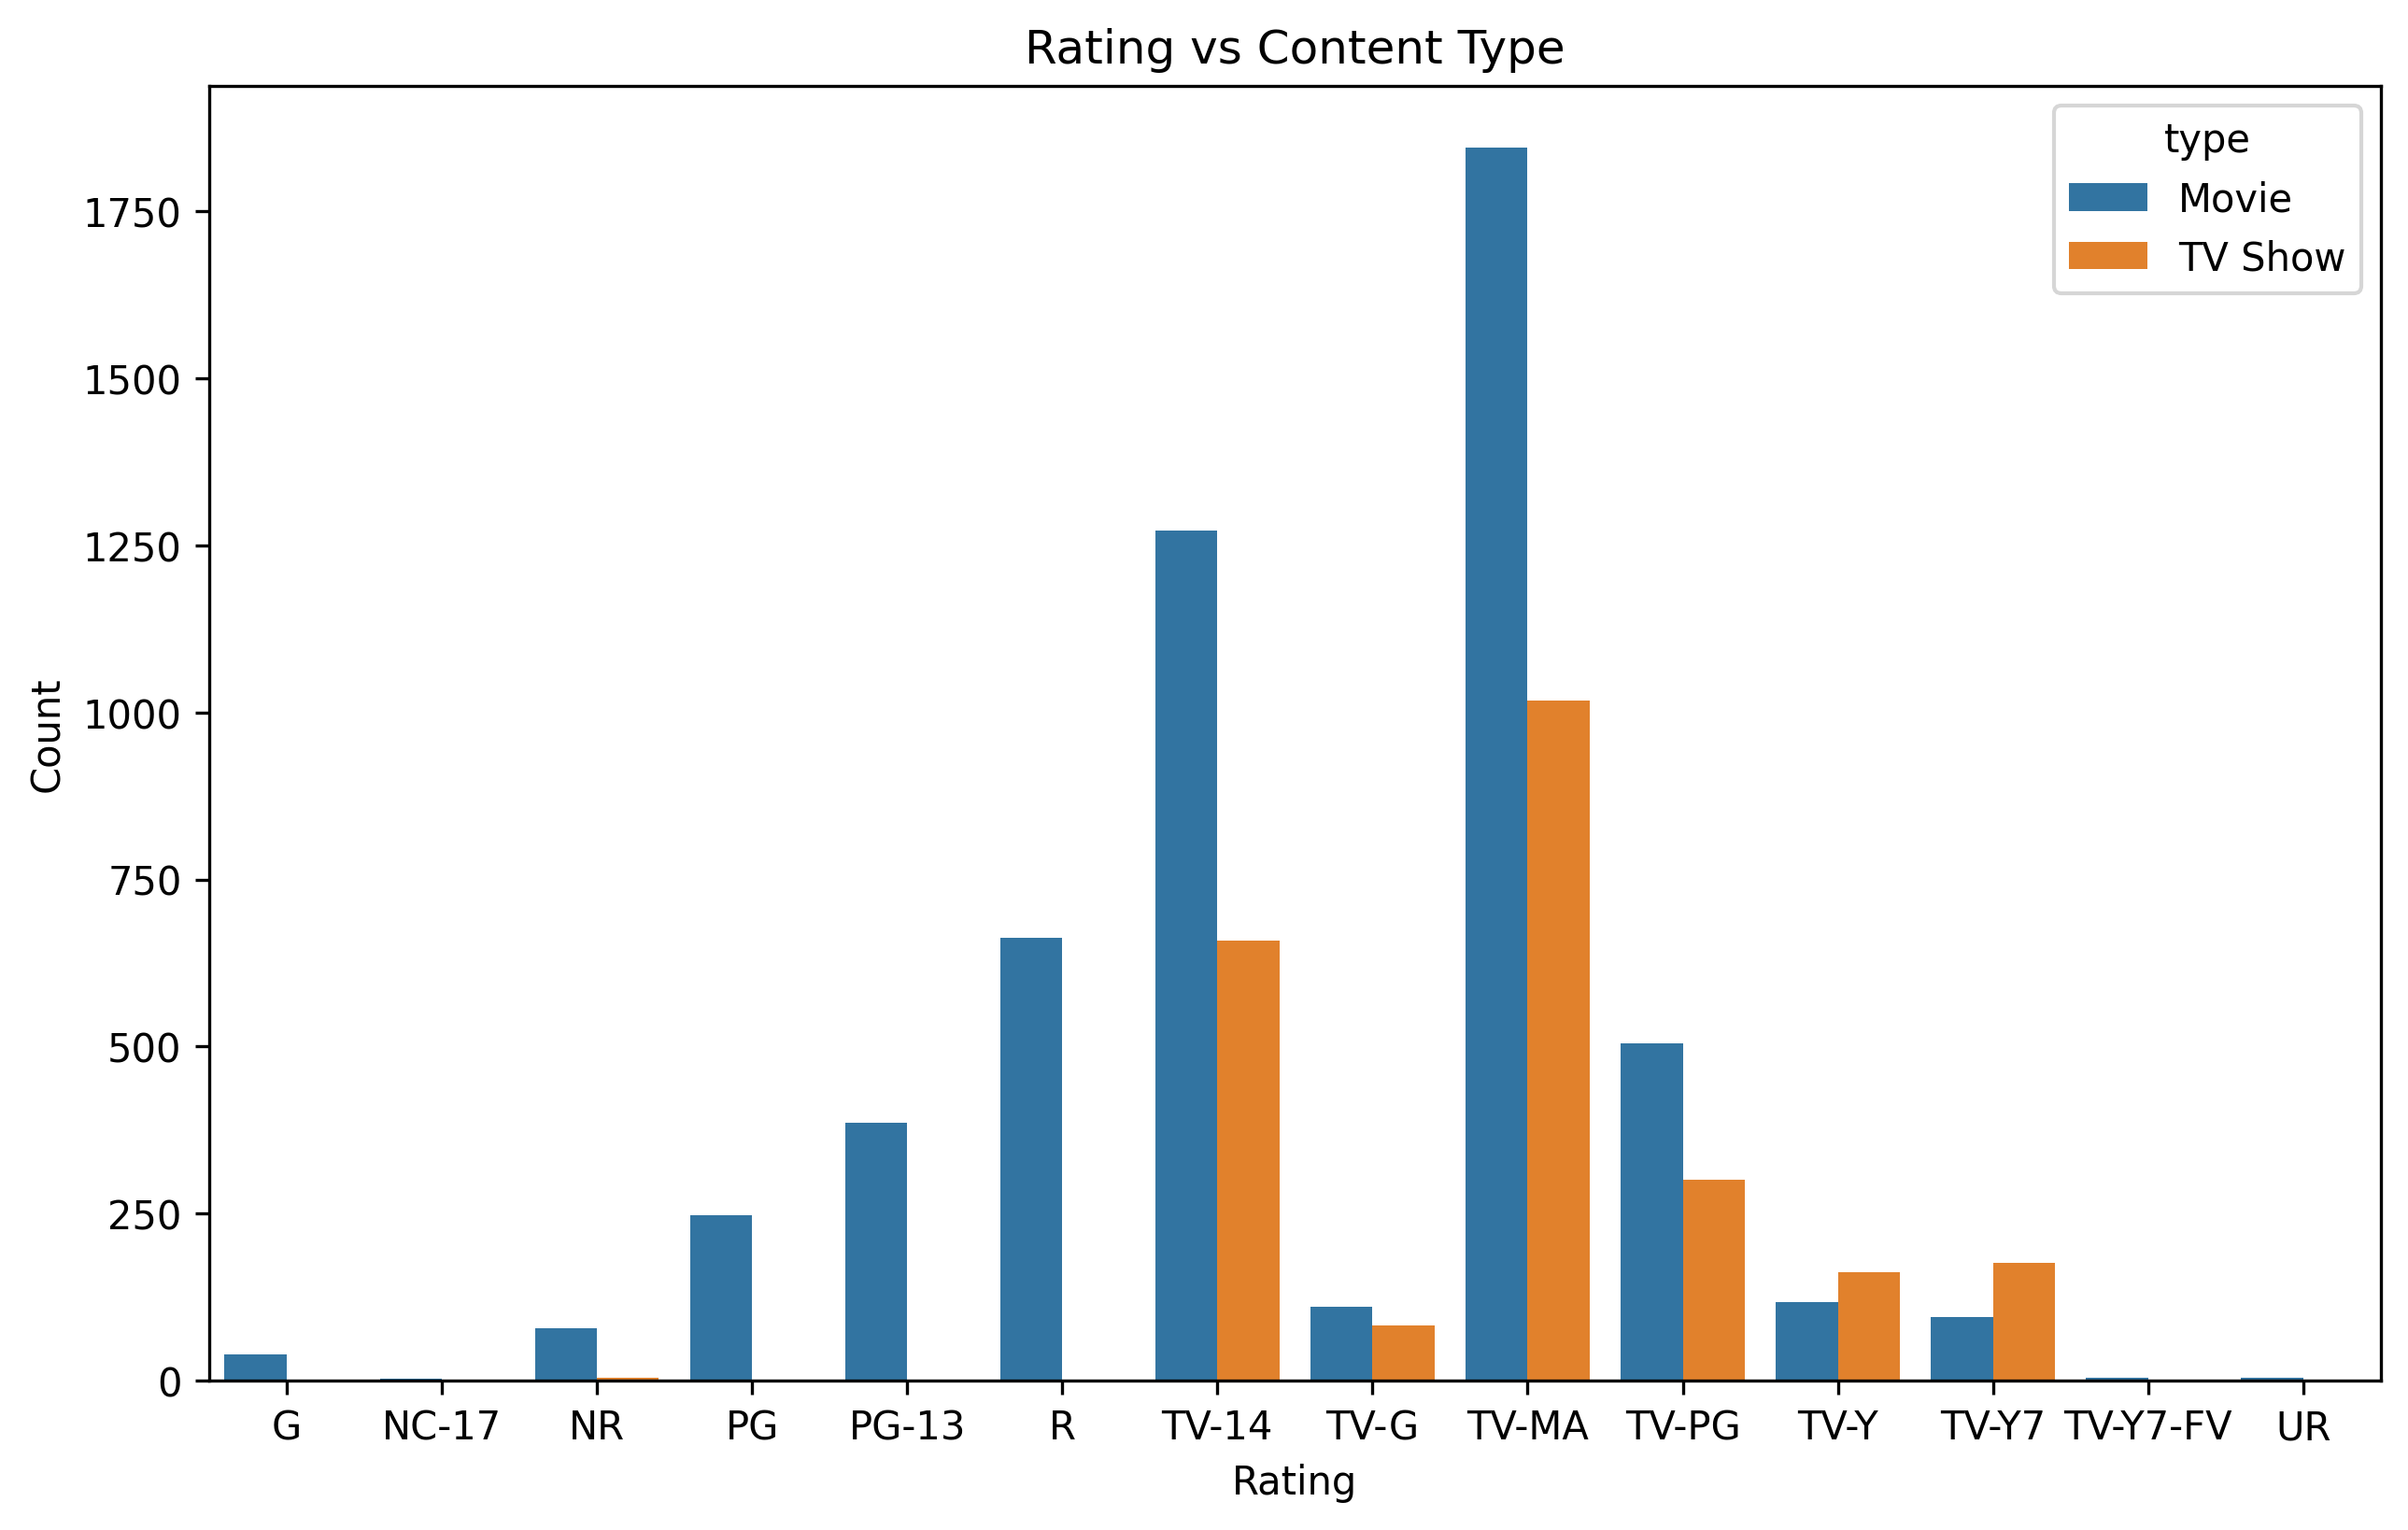 Rating vs Content Type
type
Movie
TV Show
1750
1500
1250
1000
750
500
250
0
Count
G NC-17 NR PG PG-13 R TV-14 TV-G TV-MA TV-PG TV-Y TV-Y7 TV-Y7-FV UR
Rating